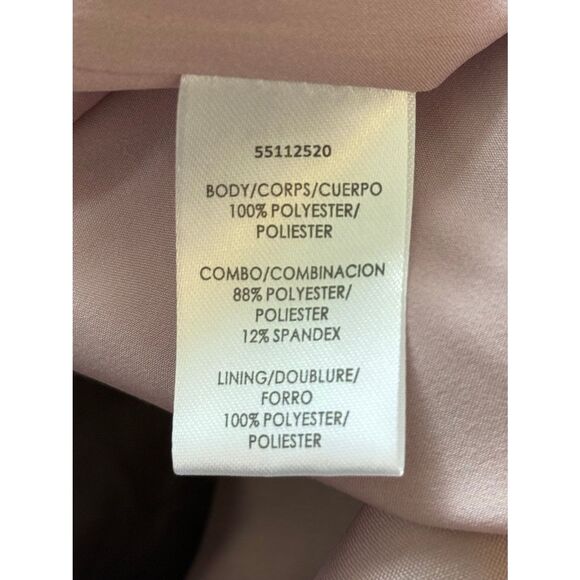 55112520
BODY/CORPS/CUERPO
100% POLYESTER/
POLIESTER
COMBO/COMBINACION
88% POLYESTER/
POLIESTER
12% SPANDEX
LINING/DOUBLURE/
FORRO
100% POLYESTER/
POLIESTER